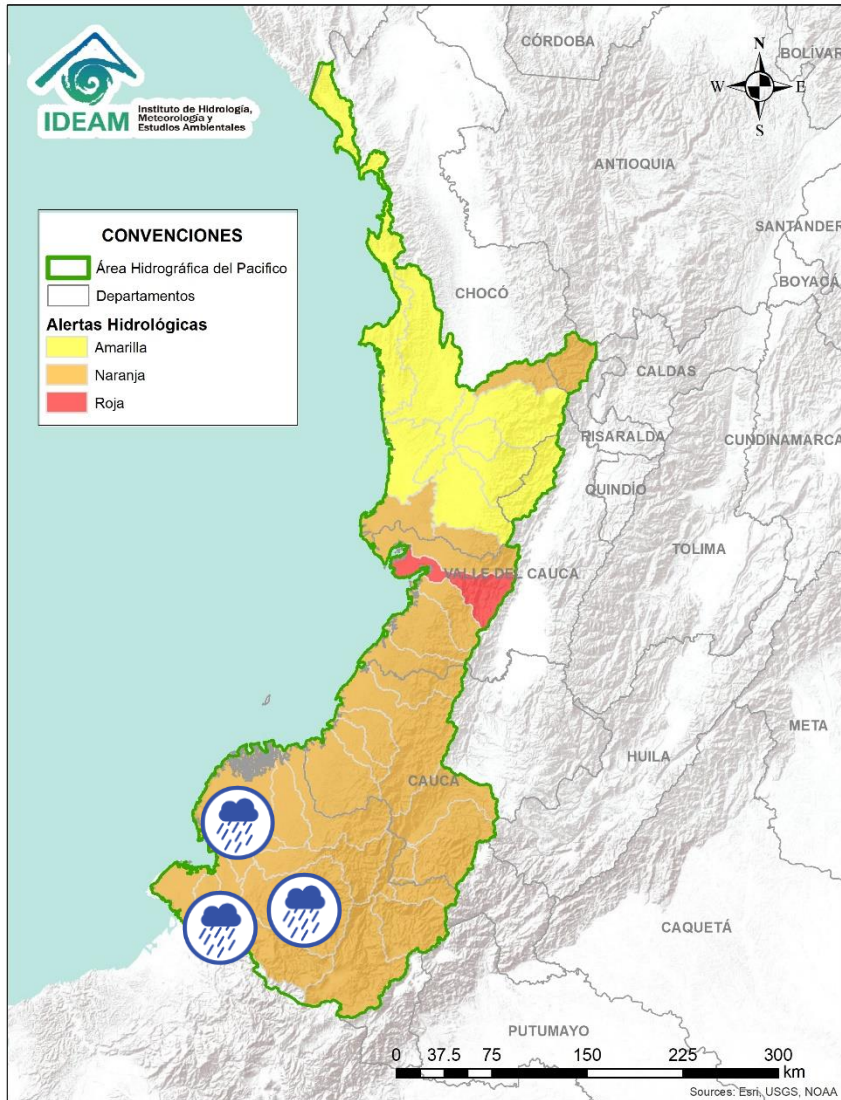 IDEAM
Instituto de Hidrología,
Meteorología y
Estudios Ambientales
CÓRDOBA
BOLÍVAR
N
W
E
S
ANTIOQUIA
SANTANDER
CONVENCIONES
Área Hidrográfica del Pacifico
Departamentos
Alertas Hidrológicas
Amarilla
Naranja
Roja
BOYACÁ
CHOCÓ
CALDAS
RISARALDA
CUNDINAMARCA
QUINDÍO
TOLIMA
VALLE DEL CAUCA
META
HUILA
CAUCA
CAQUETÁ
PUTUMAYO
0 37.5 75 150 225 300
km
Sources: Esri, USGS, NOAA